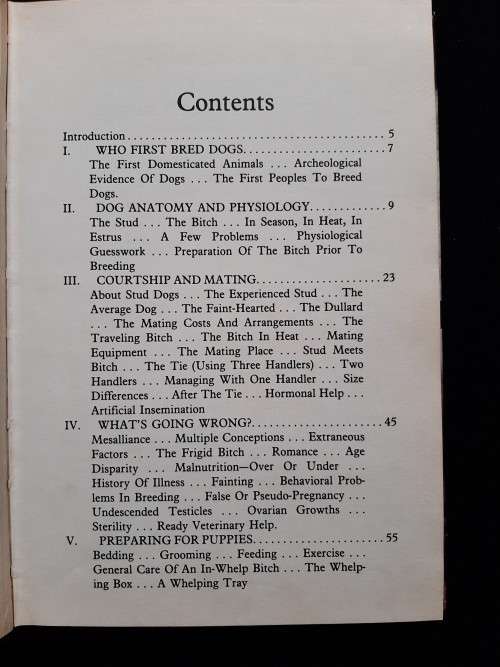 Contents
Introduction . . . . . . . . . . . . . . . . . . . . . . . . . . . . . . . . . . . . . . . 5
I. WHO FIRST BRED DOGS. . . . . . . . . . . . . . . . . . . . . 7
The First Domesticated Animals . . . Archeological
Evidence Of Dogs . . . The First Peoples To Breed
Dogs.
II. DOG ANATOMY AND PHYSIOLOGY. . . . . . . . . . . 9
The Stud . . . The Bitch . . . In Season, In Heat, In
Estrus . . . A Few Problems . . . Physiological
Guesswork . . . Preparation Of The Bitch Prior To
Breeding
III. COURTSHIP AND MATING. . . . . . . . . . . . . . . . . . . 23
About Stud Dogs . . . The Experienced Stud . . . The
Average Dog . . . The Faint-Hearted . . . The Dullard
. . . The Mating Costs And Arrangements . . . The
Traveling Bitch . . . The Bitch In Heat . . . Mating
Equipment . . . The Mating Place . . . Stud Meets
Bitch . . . The Tie (Using Three Handlers) . . . Two
Handlers . . . Managing With One Handler . . . Size
Differences . . . After The Tie . . . Hormonal Help . . .
Artificial Insemination
IV. WHAT'S GOING WRONG?. . . . . . . . . . . . . . . . . . . . 45
Mesalliance . . . Multiple Conceptions . . . Extraneous
Factors . . . The Frigid Bitch . . . Romance . . . Age
Disparity . . . Malnutrition—Over Or Under . . .
History Of Illness . . . Fainting . . . Behavioral Prob-
lems In Breeding . . . False Or Pseudo-Pregnancy . . .
Undescended Testicles . . . Ovarian Growths . . .
Sterility . . . Ready Veterinary Help.
V. PREPARING FOR PUPPIES. . . . . . . . . . . . . . . . . . . . 55
Bedding . . . Grooming . . . Feeding . . . Exercise . . .
General Care Of An In-Whelp Bitch . . . The Whelp-
ing Box . . . A Whelping Tray